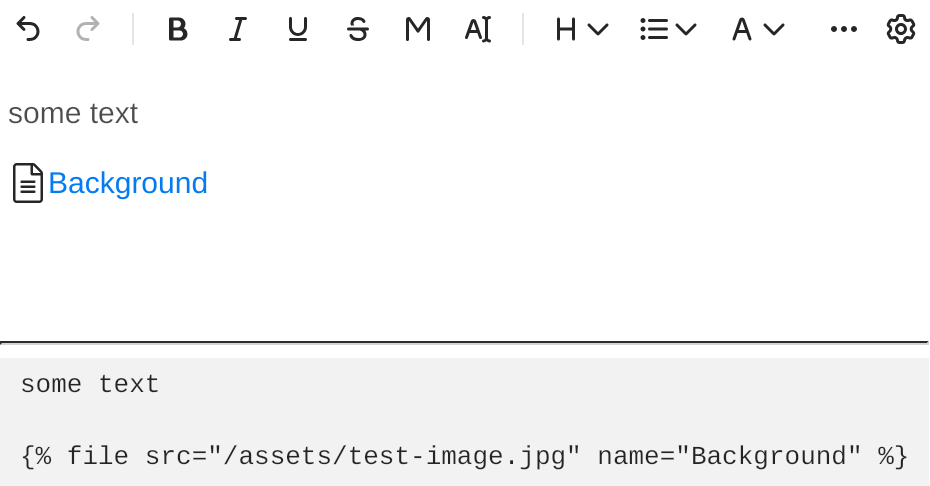 B I U S M AI H A
some text
Background
some text
{% file src="/assets/test-image.jpg" name="Background" %}